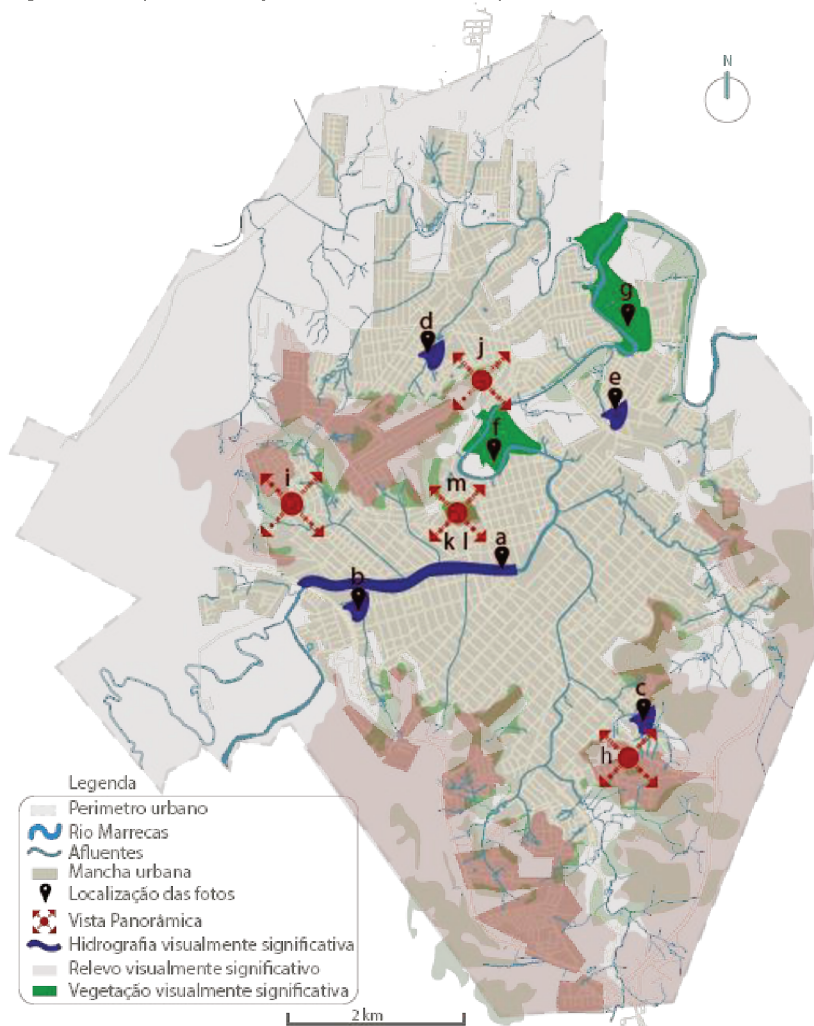 N
g
d
j
e
f
i
m
k l
a
b
c
h
Legenda
Perimetro urbano
Rio Marrecas
Afluentes
Mancha urbana
Localização das fotos
Vista Panorâmica
Hidrografia visualmente significativa
Relevo visualmente significativo
Vegetação visualmente significativa
2 km